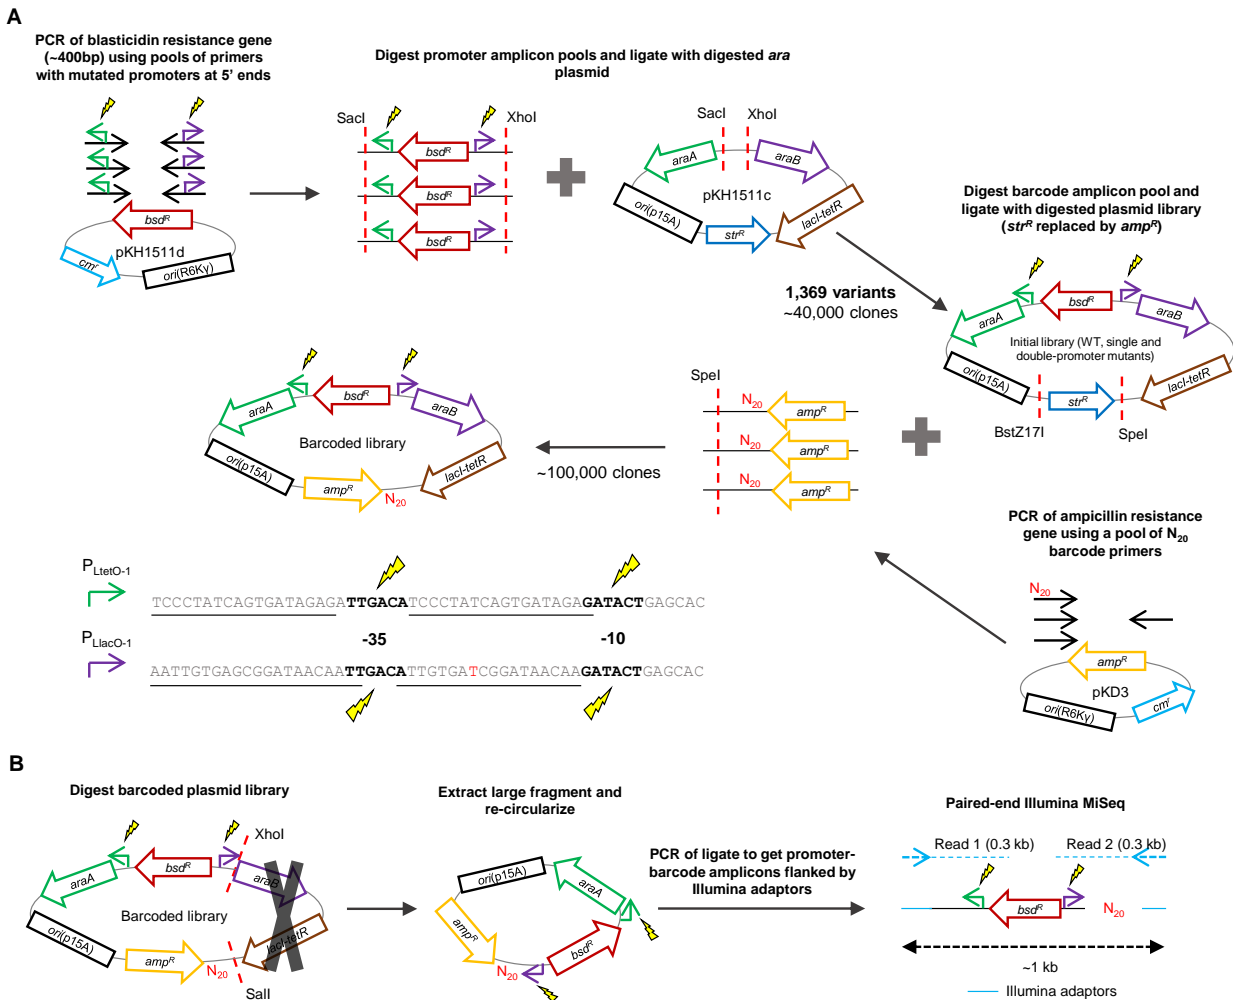 A
PCR of blasticidin resistance gene
(~400bp) using pools of primers
with mutated promoters at 5' ends
Digest promoter amplicon pools and ligate with digested ara
plasmid
SacI
XhoI
bsdR
bsdR
bsdR
bsdR
pKH1511d
cmr
ori(R6Kγ)
SacI
XhoI
araA
araB
pKH1511c
ori(p15A)
strR
lacI-tetR
1,369 variants
~40,000 clones
Digest barcode amplicon pool and
ligate with digested plasmid library
(strR replaced by ampR)
bsdR
araA
araB
Initial library (WT, single and
double-promoter mutants)
ori(p15A)
lacI-tetR
strR
BstZ17I
SpeI
SpeI
N20
ampR
N20
ampR
N20
ampR
~100,000 clones
bsdR
araA
araB
Barcoded library
ori(p15A)
lacI-tetR
ampR
N20
PCR of ampicillin resistance
gene using a pool of N20
barcode primers
N20
ampR
pKD3
ori(R6Kγ)
cmr
PLtetO-1
TCCCTATCAGTGATAGAGATTGACATCCCTATCAGTGATAGAGATACTGAGCAC
-35
-10
PLlacO-1
AATTGTGAGCGGATAACAATTGACATTGTGATCGGATAACAAGATACTGAGCAC
B
Digest barcoded plasmid library
XhoI
bsdR
araA
araB
Barcoded library
ori(p15A)
lacI-tetR
ampR
N20
SalI
Extract large fragment and
re-circularize
ori(p15A)
araA
ampR
bsdR
N20
PCR of ligate to get promoter-
barcode amplicons flanked by
Illumina adaptors
Paired-end Illumina MiSeq
Read 1 (0.3 kb)
Read 2 (0.3 kb)
bsdR
N20
~1 kb
Illumina adaptors